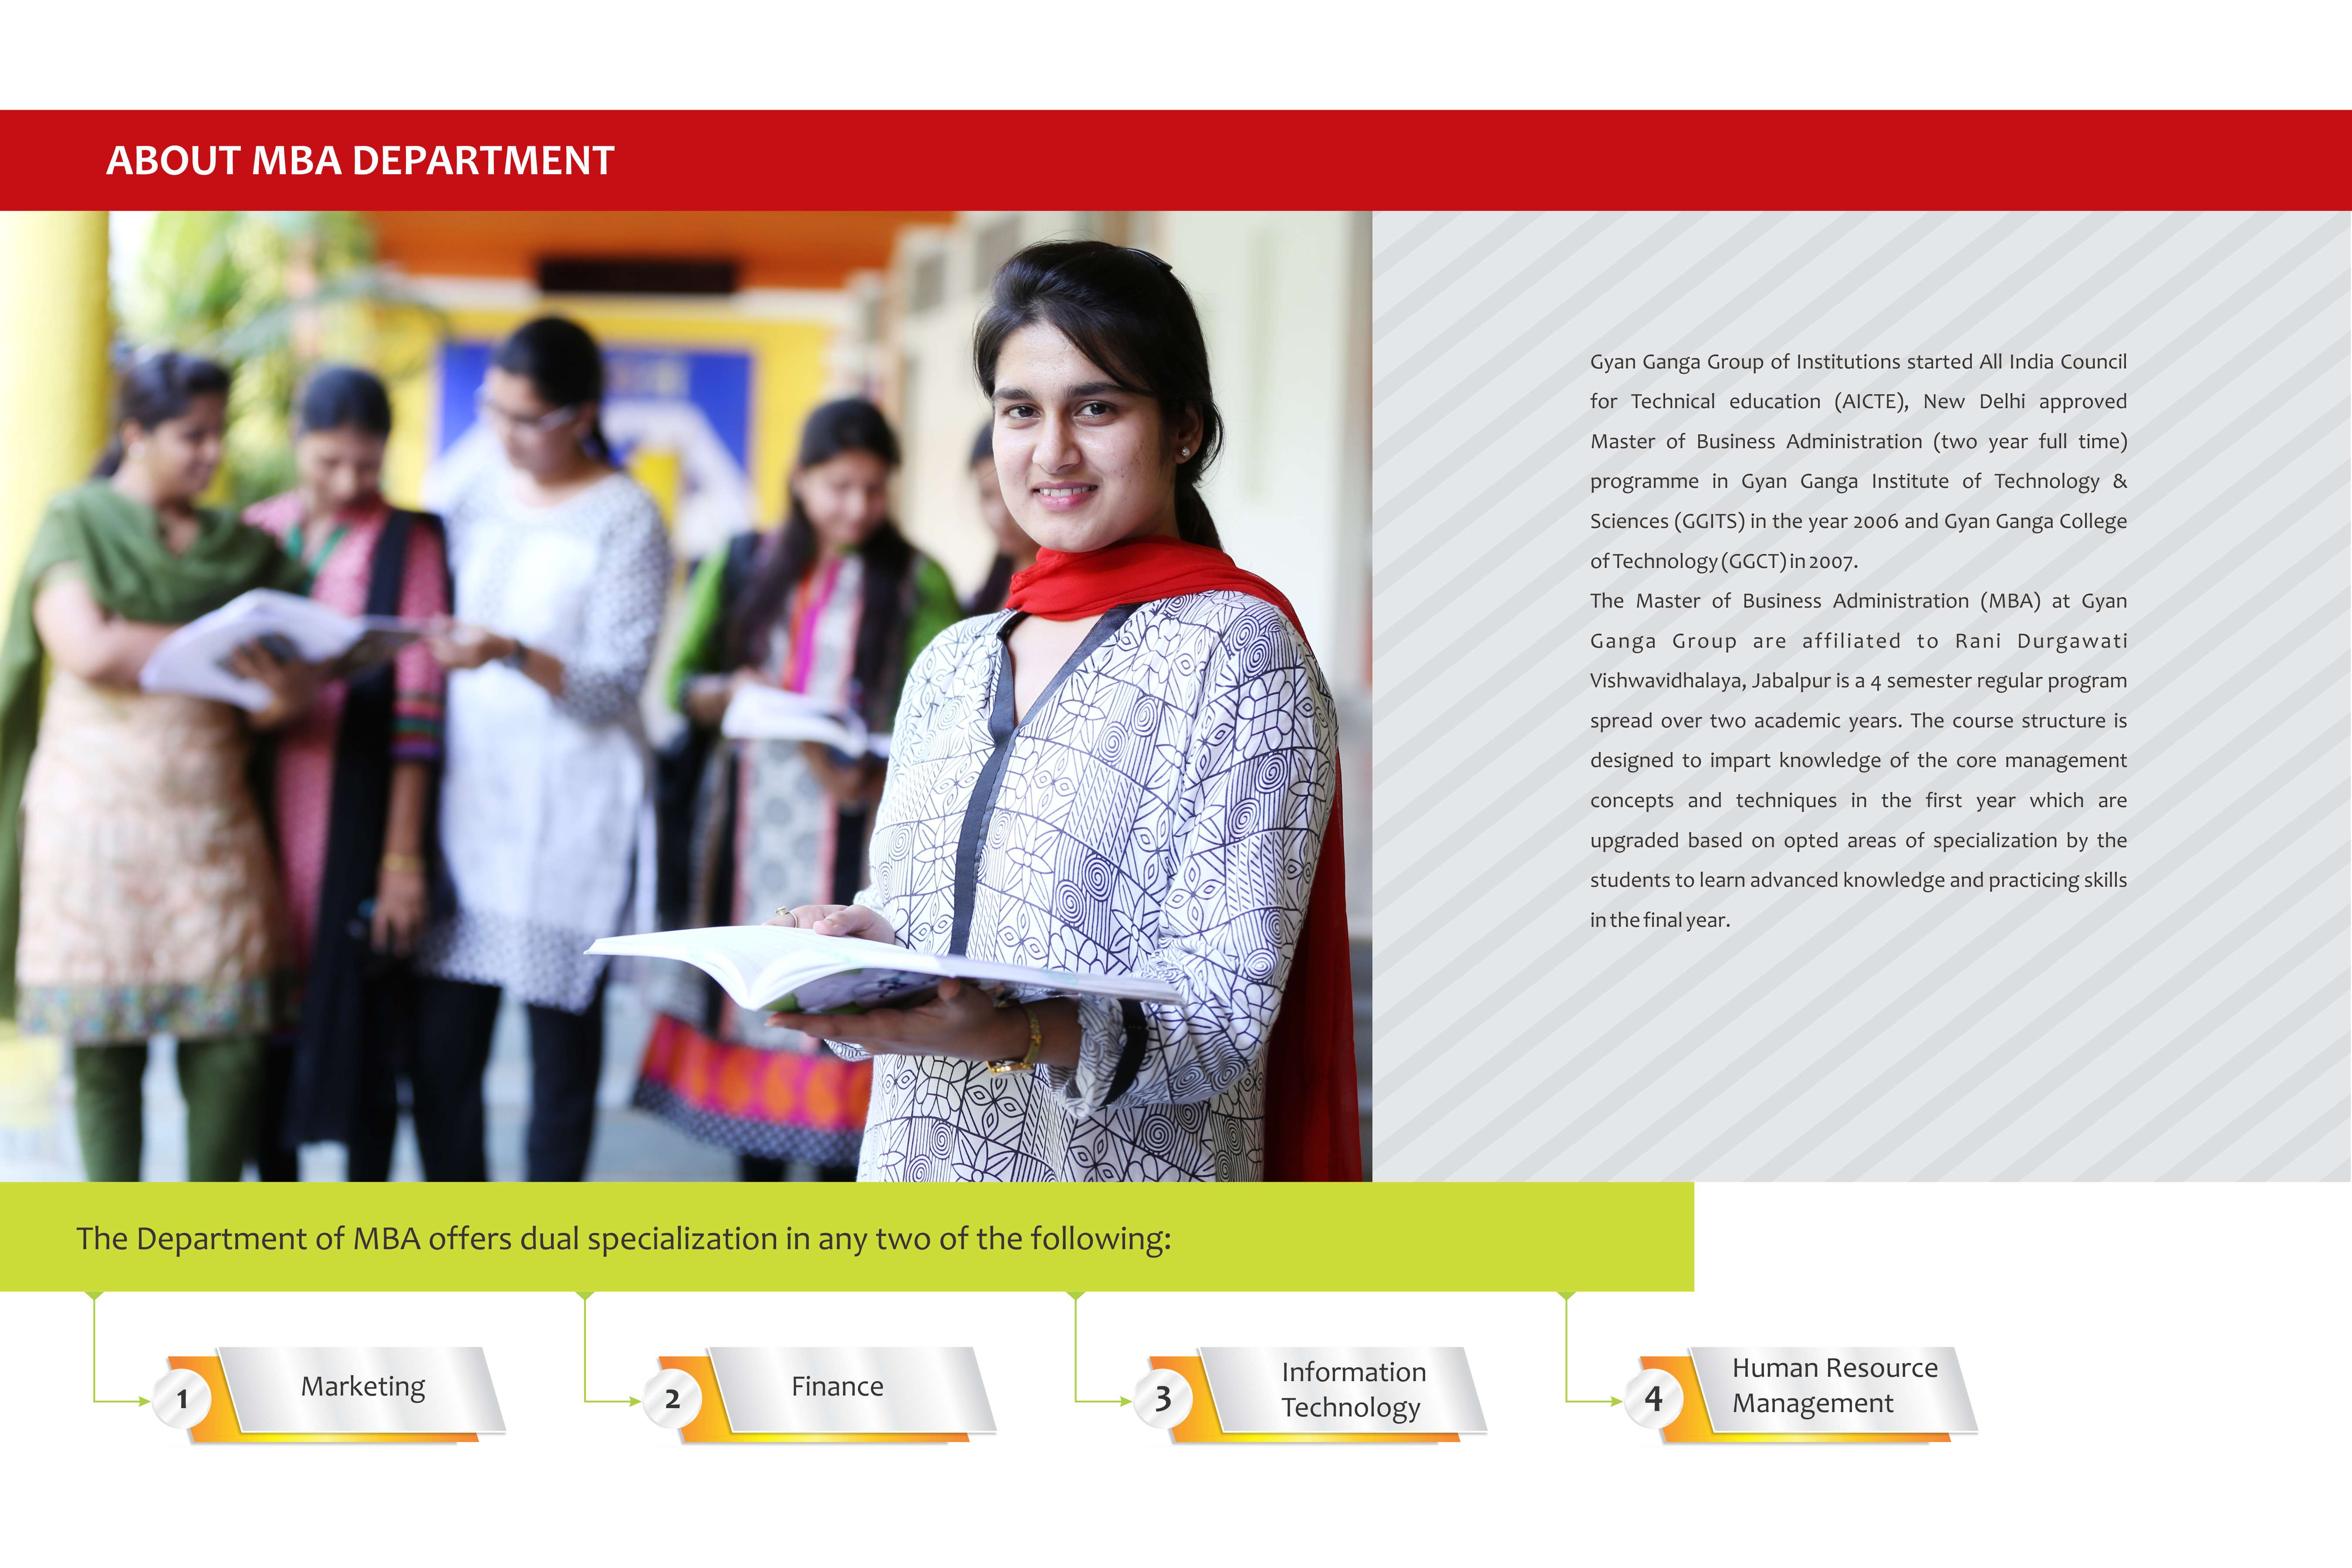 ABOUT MBA DEPARTMENT
Gyan Ganga Group of Institutions started All India Council
for Technical education (AICTE), New Delhi approved
Master of Business Administration (two year full time)
programme in Gyan Ganga Institute of Technology &
Sciences (GGITS) in the year 2006 and Gyan Ganga College
of Technology (GGCT) in 2007.
The Master of Business Administration (MBA) at Gyan
Ganga Group are affiliated to Rani Durgawati
Vishwavidhalaya, Jabalpur is a 4 semester regular program
spread over two academic years. The course structure is
designed to impart knowledge of the core management
concepts and techniques in the first year which are
upgraded based on opted areas of specialization by the
students to learn advanced knowledge and practicing skills
in the final year.
The Department of MBA offers dual specialization in any two of the following:
1 Marketing
2 Finance
3 Information
Technology
4 Human Resource
Management